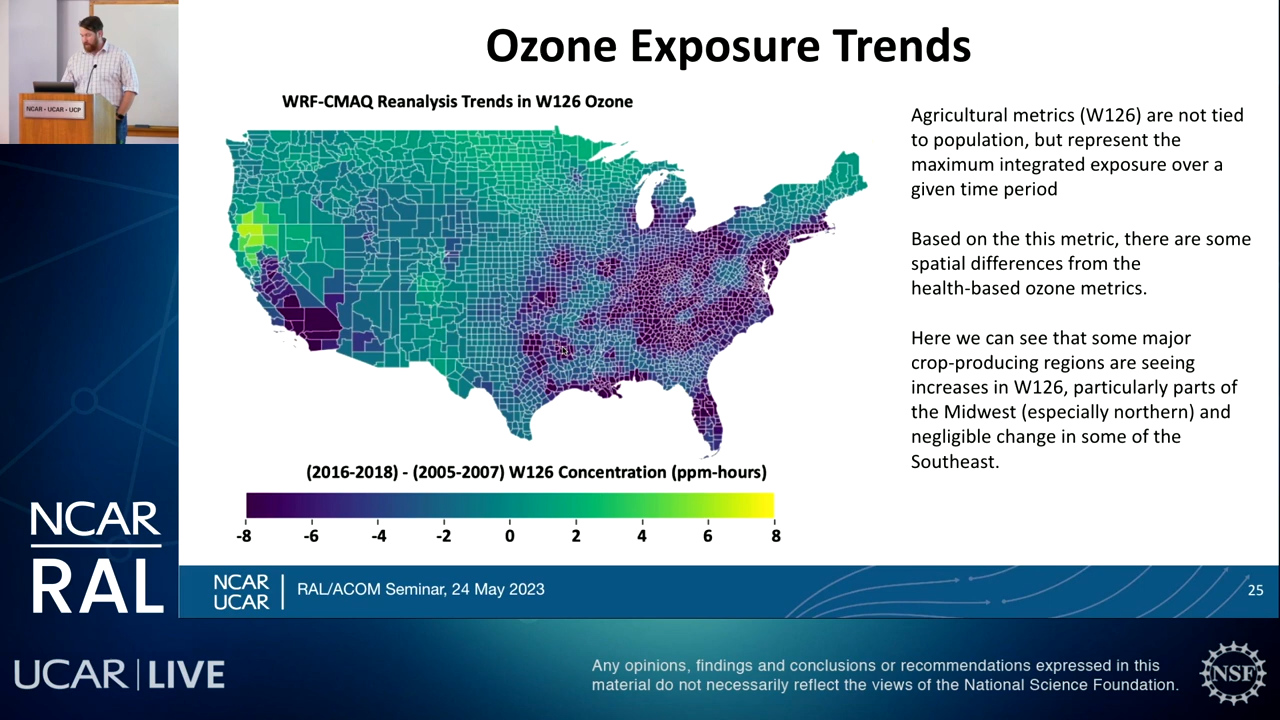 Ozone Exposure Trends
WRF-CMAQ Reanalysis Trends in W126 Ozone
Agricultural metrics (W126) are not tied
to population, but represent the
maximum integrated exposure over a
given time period
Based on the this metric, there are some
spatial differences from the
health-based ozone metrics.
Here we can see that some major
crop-producing regions are seeing
increases in W126, particularly parts of
the Midwest (especially northern) and
negligible change in some of the
Southeast.
(2016-2018) - (2005-2007) W126 Concentration (ppm-hours)
-8 -6 -4 -2 0 2 4 6 8
NCAR
UCAR
RAL/ACOM Seminar, 24 May 2023
25
NCAR • UCAR • UCP
NCAR
RAL
UCAR | LIVE
Any opinions, findings and conclusions or recommendations expressed in this
material do not necessarily reflect the views of the National Science Foundation.
NSF